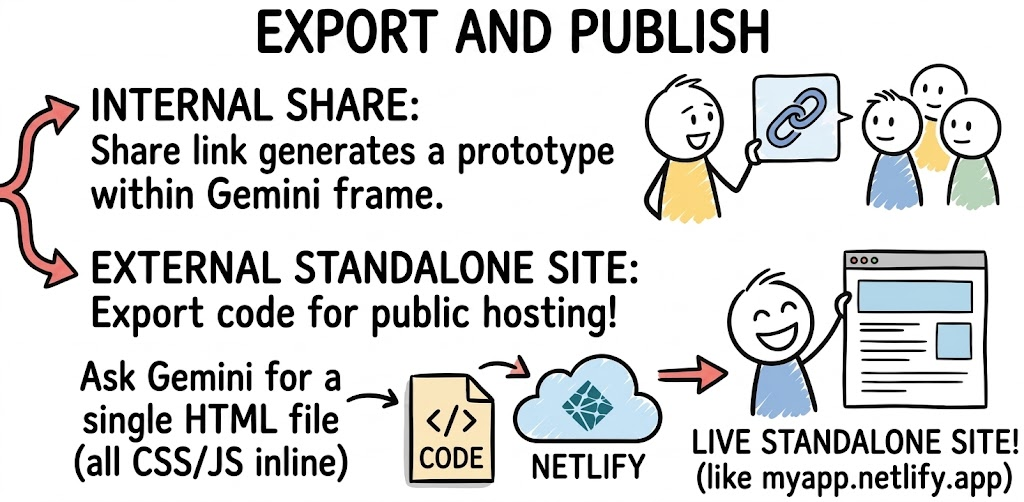 EXPORT AND PUBLISH
INTERNAL SHARE:
Share link generates a prototype
within Gemini frame.
EXTERNAL STANDALONE SITE:
Export code for public hosting!
Ask Gemini for a
single HTML file
(all CSS/JS inline)
</>
CODE
NETLIFY
LIVE STANDALONE SITE!
(like myapp.netlify.app)